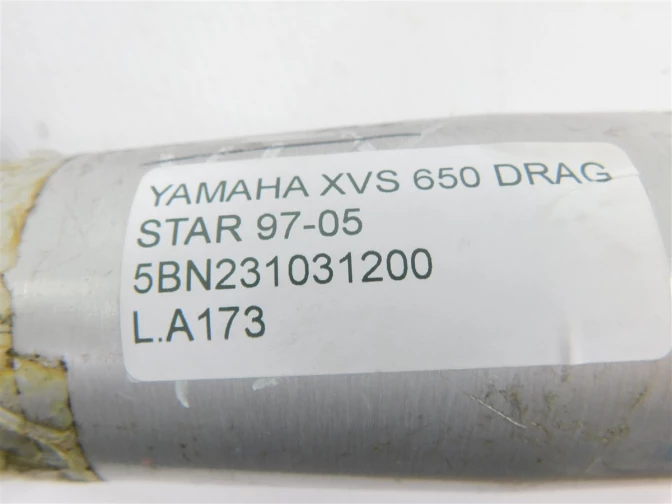 YAMAHA XVS 650 DRAG
STAR 97-05
5BN231031200
L.A173